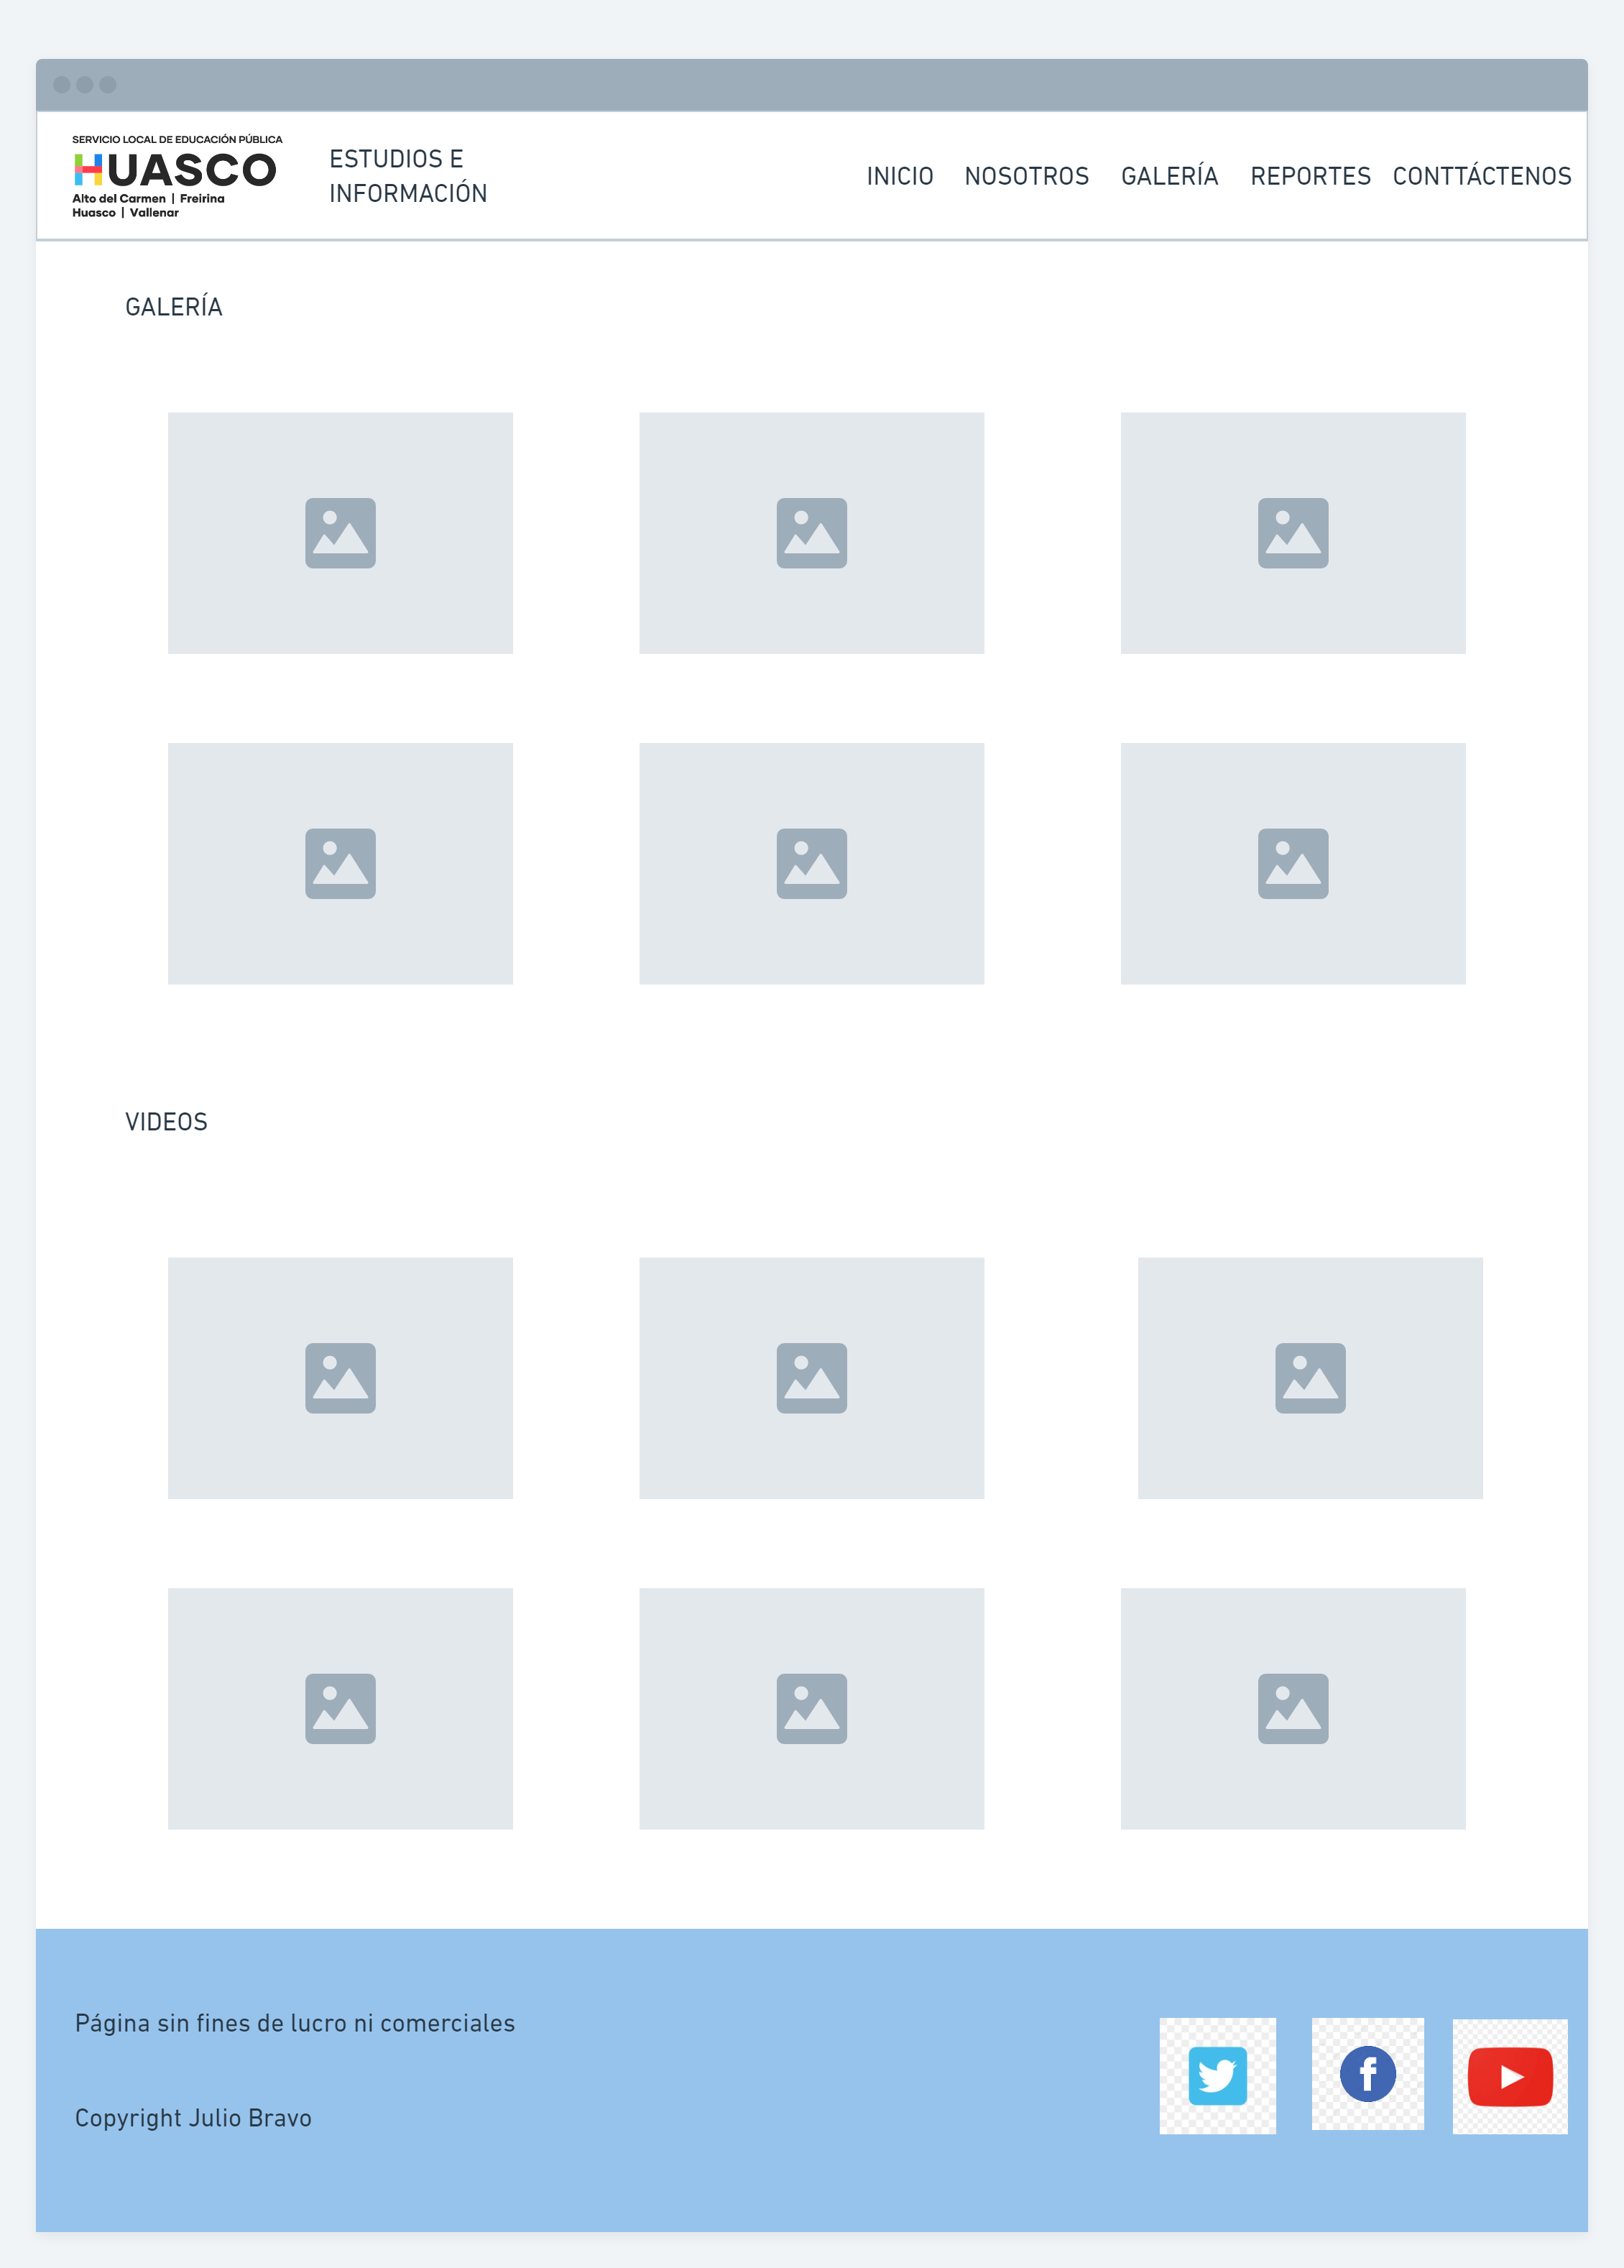 SERVICIO LOCAL DE EDUCACIÓN PÚBLICA
HUASCO
Alto del Carmen | Freirina
Huasco | Vallenar
ESTUDIOS E
INFORMACIÓN
INICIO NOSOTROS GALERÍA REPORTES CONTTÁCTENOS
GALERÍA
VIDEOS
Página sin fines de lucro ni comerciales
Copyright Julio Bravo